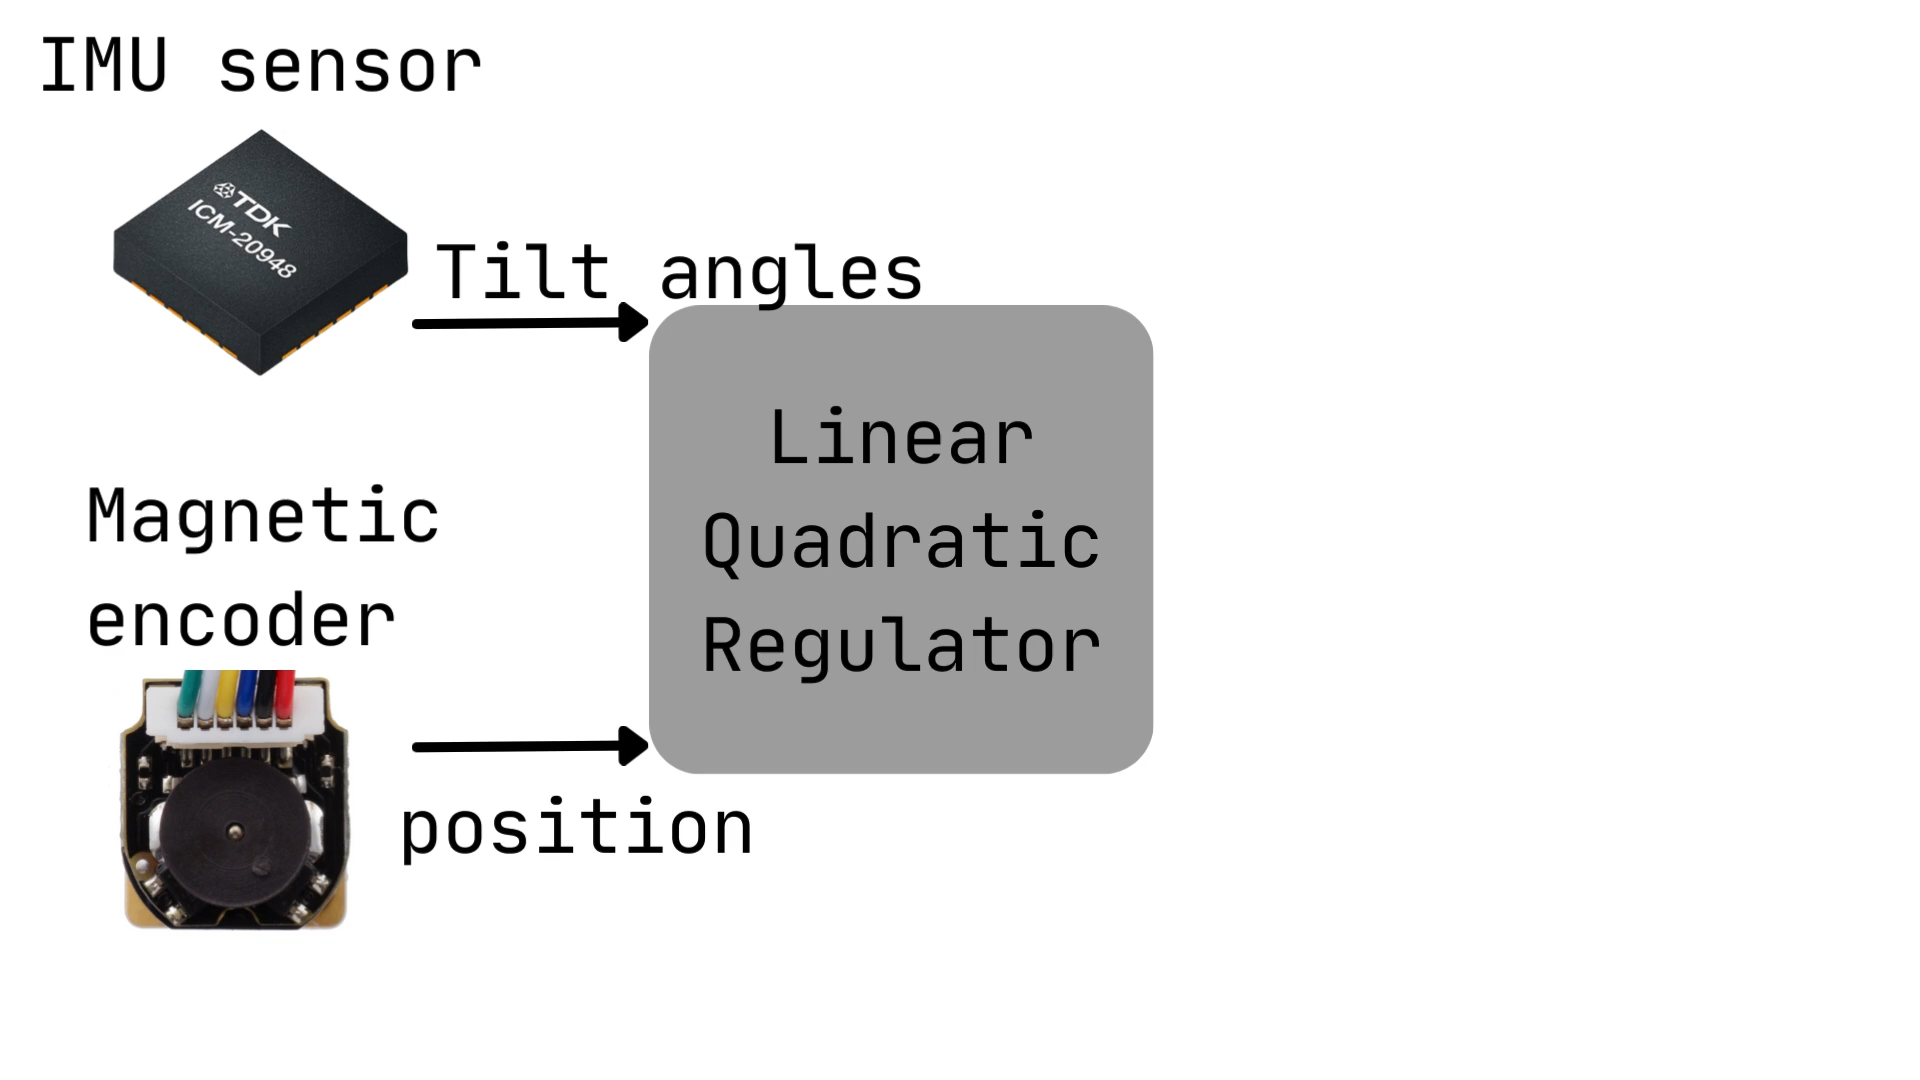 IMU sensor
TDK
ICM-20948
Tilt angles
Linear
Quadratic
Regulator
Magnetic
encoder
position